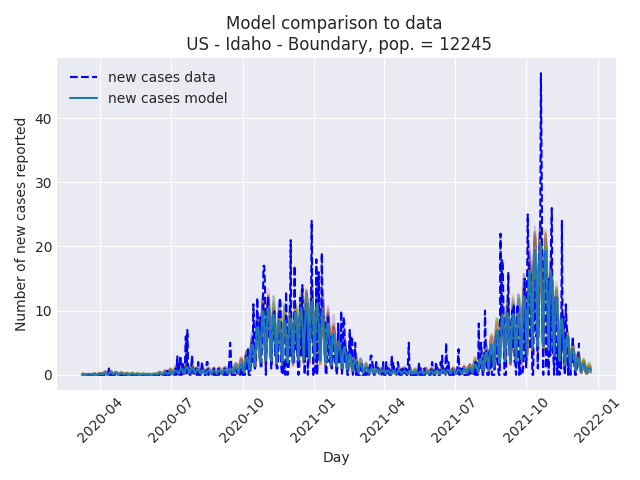 Model comparison to data
US - Idaho - Boundary, pop. = 12245
new cases data
new cases model
Number of new cases reported
40
30
20
10
0
2020-04
2020-07
2020-10
2021-01
2021-04
2021-07
2021-10
2022-01
Day